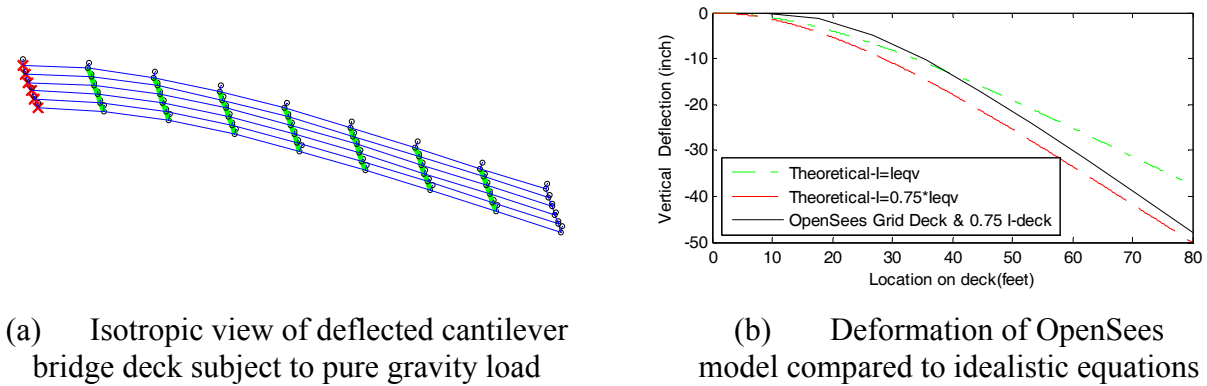 0
-10
-20
-30
-40
-50
Vertical Deflection (inch)
Theoretical-I=Ieqv
Theoretical-I=0.75*Ieqv
OpenSees Grid Deck & 0.75 I-deck
0 10 20 30 40 50 60 70 80
Location on deck(feet)
(a) Isotropic view of deflected cantilever
bridge deck subject to pure gravity load
(b) Deformation of OpenSees
model compared to idealistic equations